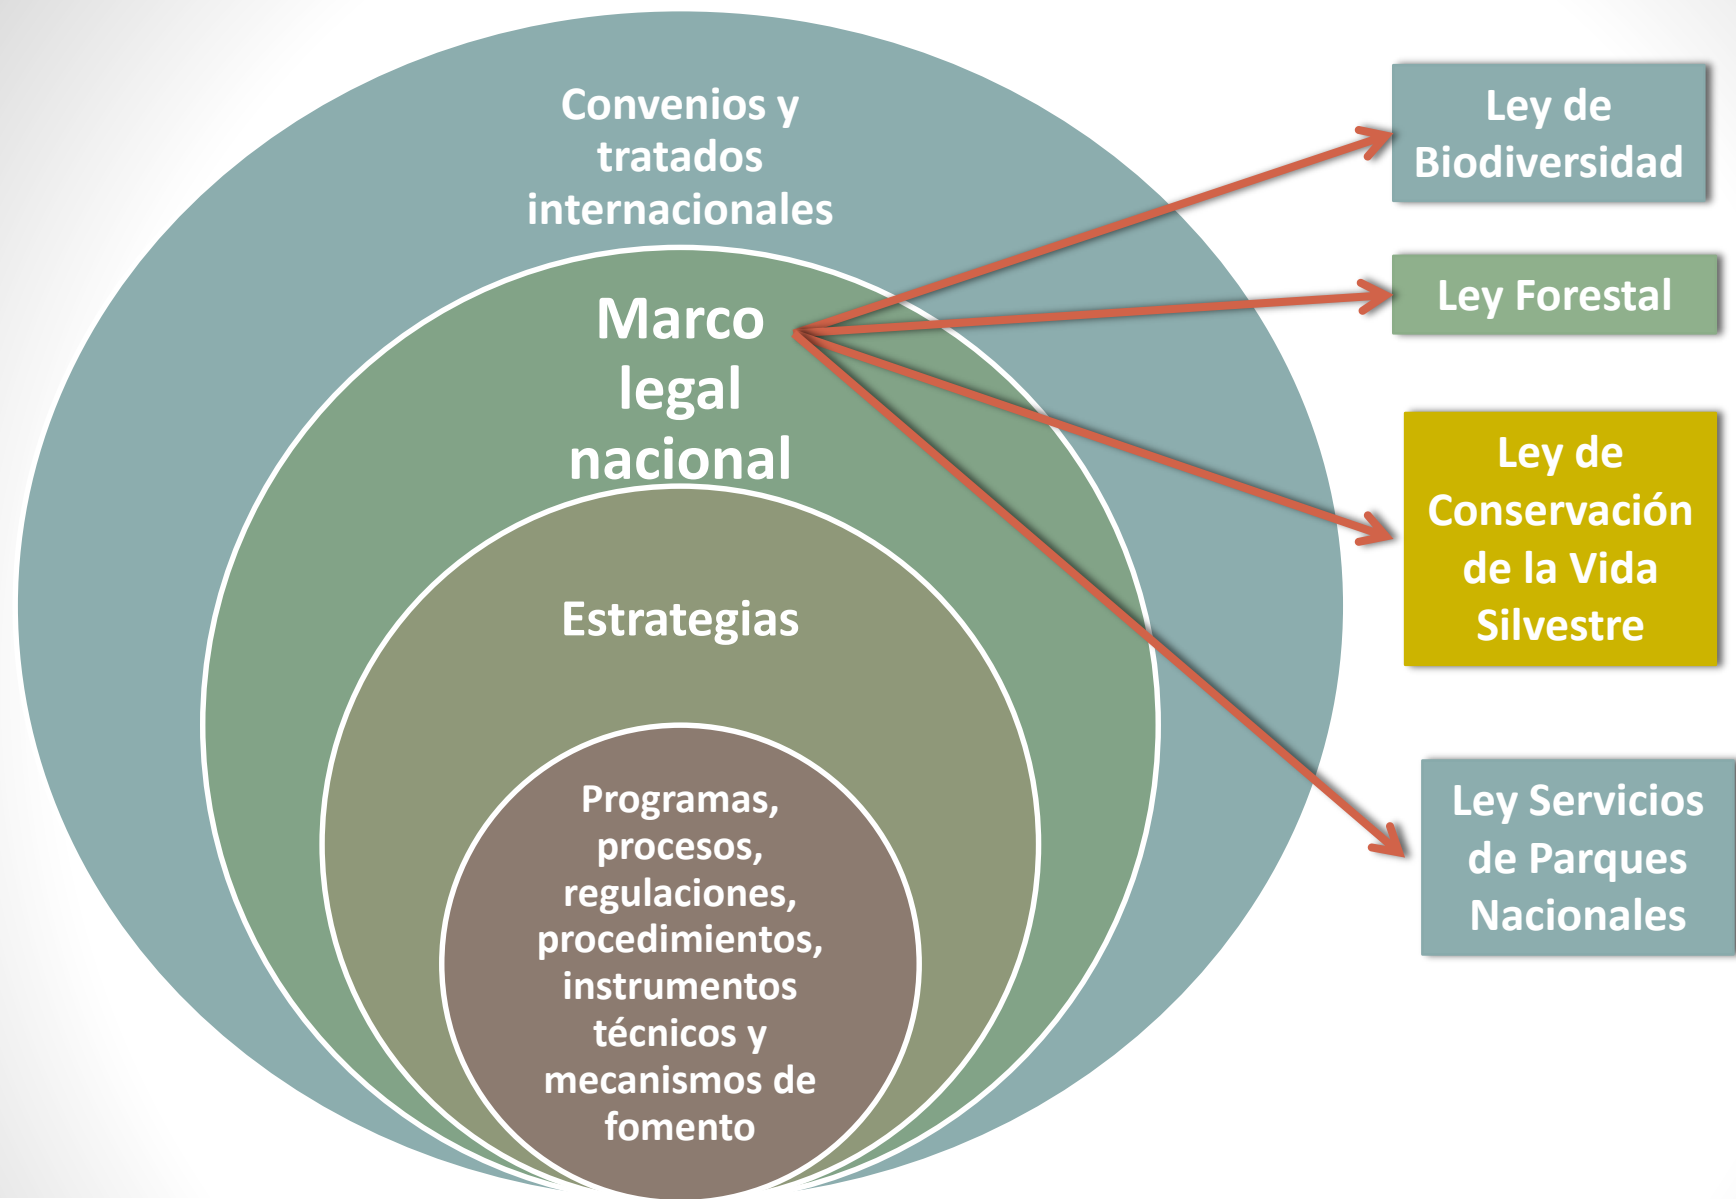 Convenios y
tratados
internacionales
Marco
legal
nacional
Estrategias
Programas,
procesos,
regulaciones,
procedimientos,
instrumentos
técnicos y
mecanismos de
fomento
Ley de
Biodiversidad
Ley Forestal
Ley de
Conservación
de la Vida
Silvestre
Ley Servicios
de Parques
Nacionales